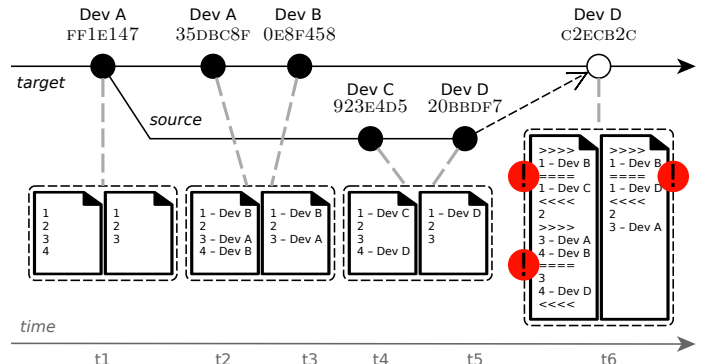 Dev A
FF1E147
Dev A
35DBC8F
Dev B
0E8F458
Dev D
C2ECB2C
target
source
Dev C
923E4D5
Dev D
20BBDF7
1
2
3
4
1
2
3
1 – Dev B
2
3 – Dev A
4 – Dev B
1 – Dev B
2
3 – Dev A
1 – Dev C
2
3
4 – Dev D
1 – Dev D
2
3
>>>>
1 – Dev B
====
1 – Dev C
<<<<
2
>>>>
3 – Dev A
4 – Dev B
====
3
4 – Dev D
<<<<
>>>>
1 – Dev B
====
1 – Dev D
<<<<
2
3 – Dev A
!
!
!
time
t1
t2
t3
t4
t5
t6